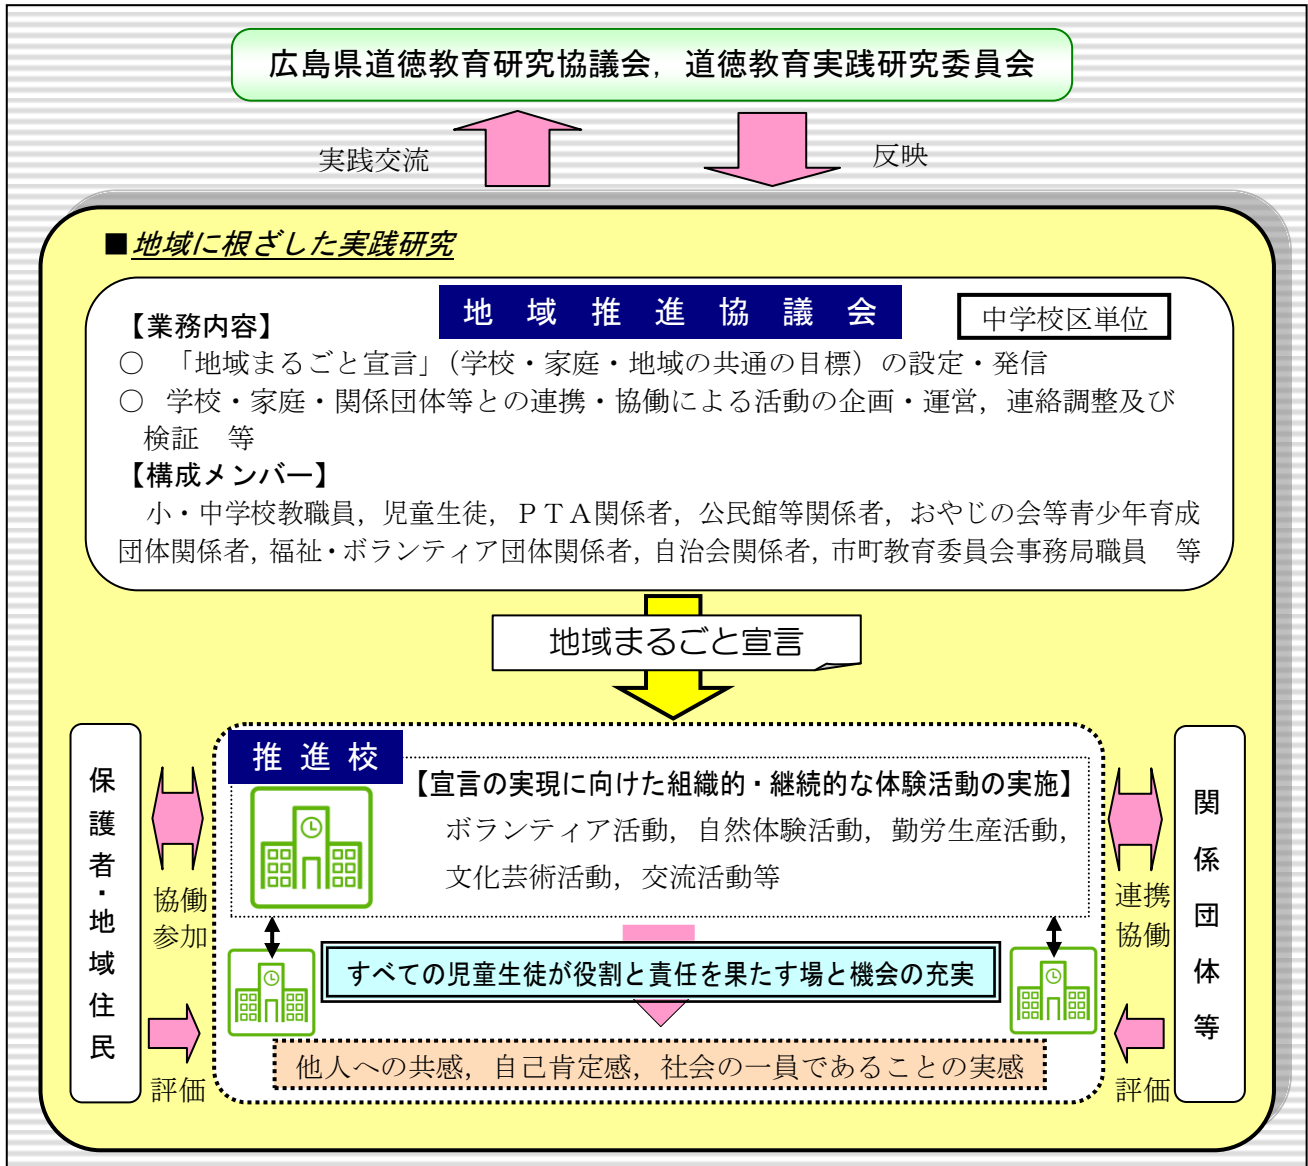 広島県道徳教育研究協議会，道徳教育実践研究委員会
実践交流
反映
■地域に根ざした実践研究
地域推進協議会
中学校区単位
【業務内容】
○　「地域まるごと宣言」（学校・家庭・地域の共通の目標）の設定・発信
○　学校・家庭・関係団体等との連携・協働による活動の企画・運営，連絡調整及び
検証　等
【構成メンバー】
小・中学校教職員，児童生徒，ＰＴＡ関係者，公民館等関係者，おやじの会等青少年育成
団体関係者，福祉・ボランティア団体関係者，自治会関係者，市町教育委員会事務局職員　等
地域まるごと宣言
保護者・地域住民
協働
参加
評価
推進校
【宣言の実現に向けた組織的・継続的な体験活動の実施】
ボランティア活動，自然体験活動，勤労生産活動，
文化芸術活動，交流活動等
すべての児童生徒が役割と責任を果たす場と機会の充実
他人への共感，自己肯定感，社会の一員であることの実感
連携
協働
評価
関係団体等